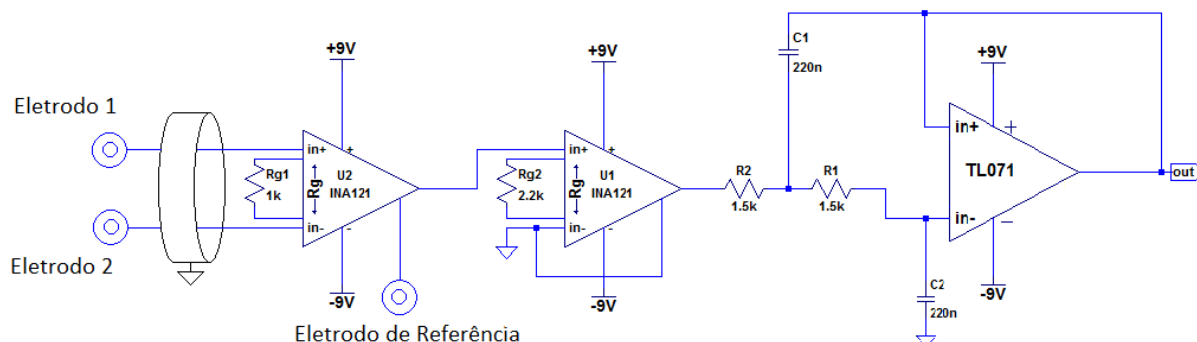 Eletrodo 1
Eletrodo 2
Rg1
1k
in+
+
Rg
U2
INA121
in-
-
+9V
-9V
Eletrodo de Referência
Rg2
2.2k
in+
+
Rg
U1
INA121
in-
-
+9V
-9V
R2
1.5k
C1
220n
R1
1.5k
C2
220n
+9V
in+
+
TL071
in-
-
-9V
out